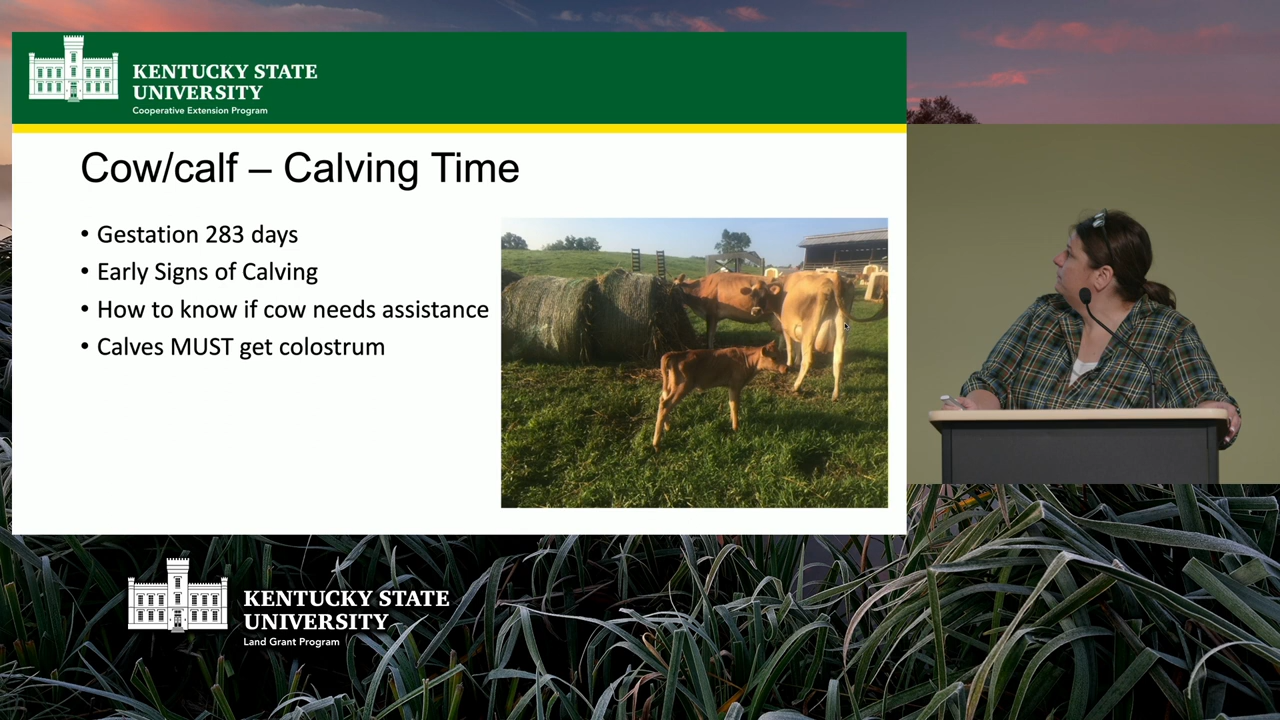 KENTUCKY STATE
UNIVERSITY
Cooperative Extension Program
Cow/calf – Calving Time
• Gestation 283 days
• Early Signs of Calving
• How to know if cow needs assistance
• Calves MUST get colostrum
KENTUCKY STATE
UNIVERSITY
Land Grant Program